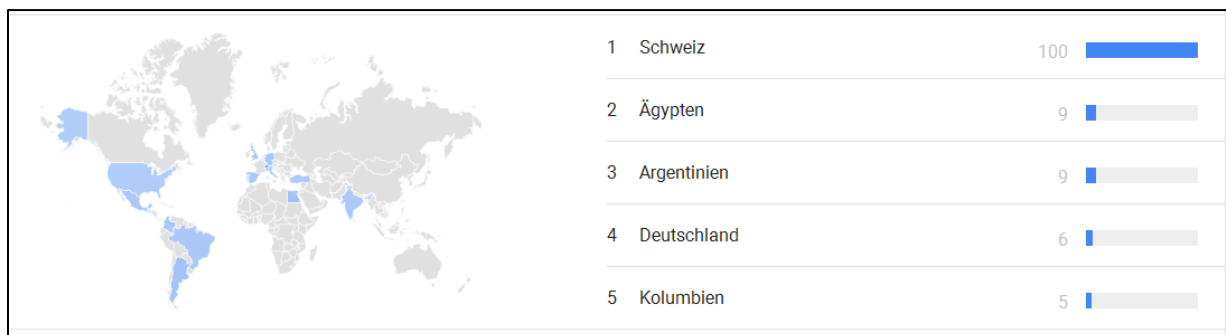 1 Schweiz 100
2 Ägypten 9
3 Argentinien 9
4 Deutschland 6
5 Kolumbien 5